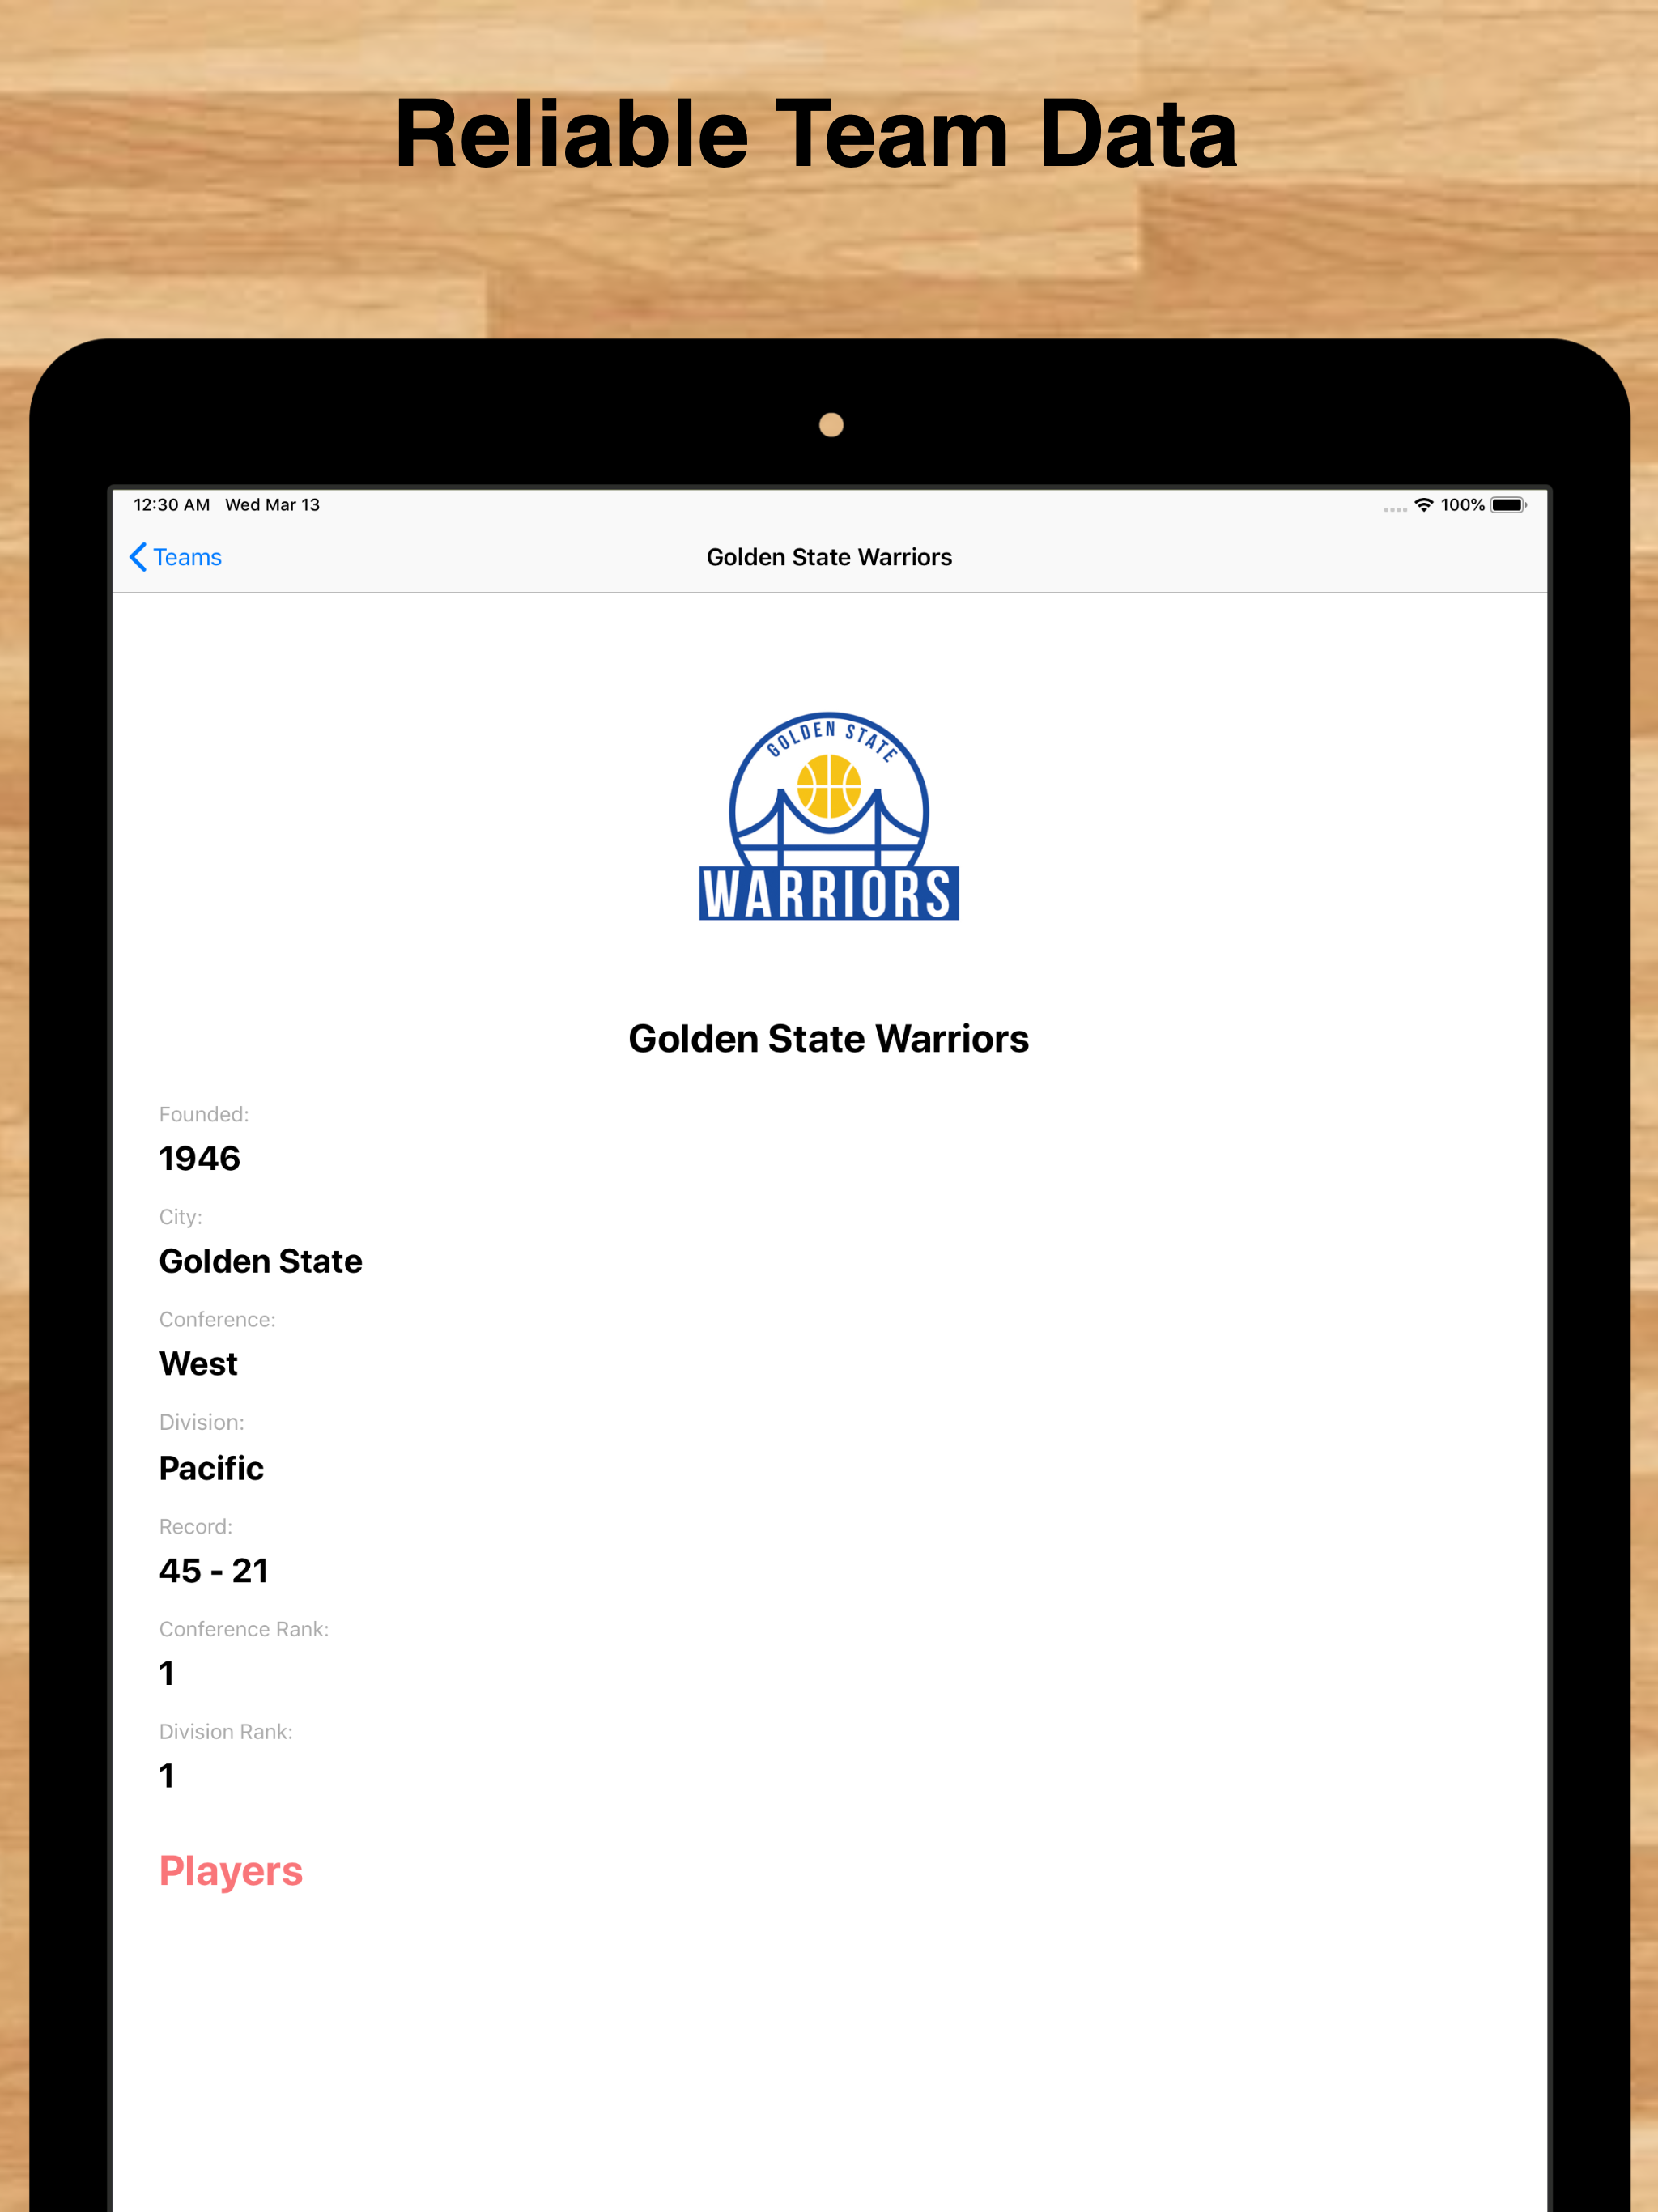 Reliable Team Data
12:30 AM Wed Mar 13
100%
Teams
Golden State Warriors
GOLDEN STATE
WARRIORS
Golden State Warriors
Founded:
1946
City:
Golden State
Conference:
West
Division:
Pacific
Record:
45 - 21
Conference Rank:
1
Division Rank:
1
Players